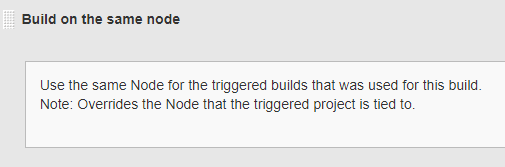 Build on the same node
Use the same Node for the triggered builds that was used for this build.
Note: Overrides the Node that the triggered project is tied to.